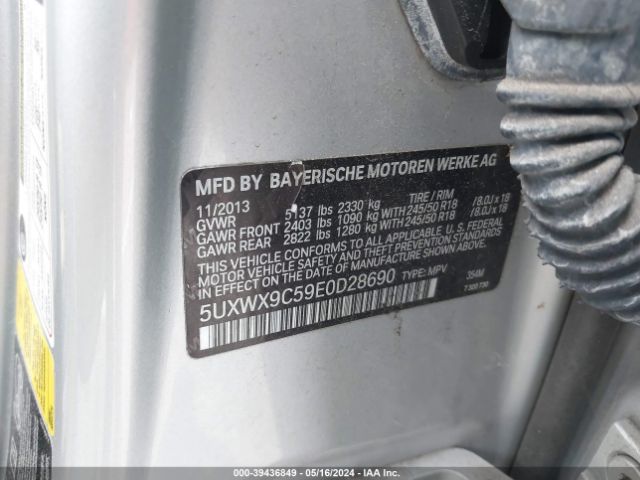 MFD BY BAYERISCHE MOTOREN WERKE AG
11/2013 5137 lbs 2330 kg TIRE / RIM
GVWR
GAWR FRONT 2403 lbs 1090 kg WITH 245/50 R18 / 8.0J x 18
GAWR REAR 2822 lbs 1280 kg WITH 245/50 R18 / 8.0J x 18
THIS VEHICLE CONFORMS TO ALL APPLICABLE U. S. FEDERAL
MOTOR VEHICLE SAFETY AND THEFT PREVENTION STANDARDS
IN EFFECT ON THE DATE OF MANUFACTURE SHOWN ABOVE.
5UXWX9C59E0D28690 TYPE: MPV 354M
7 300 730
000-39436849 - 05/16/2024 - IAA Inc.